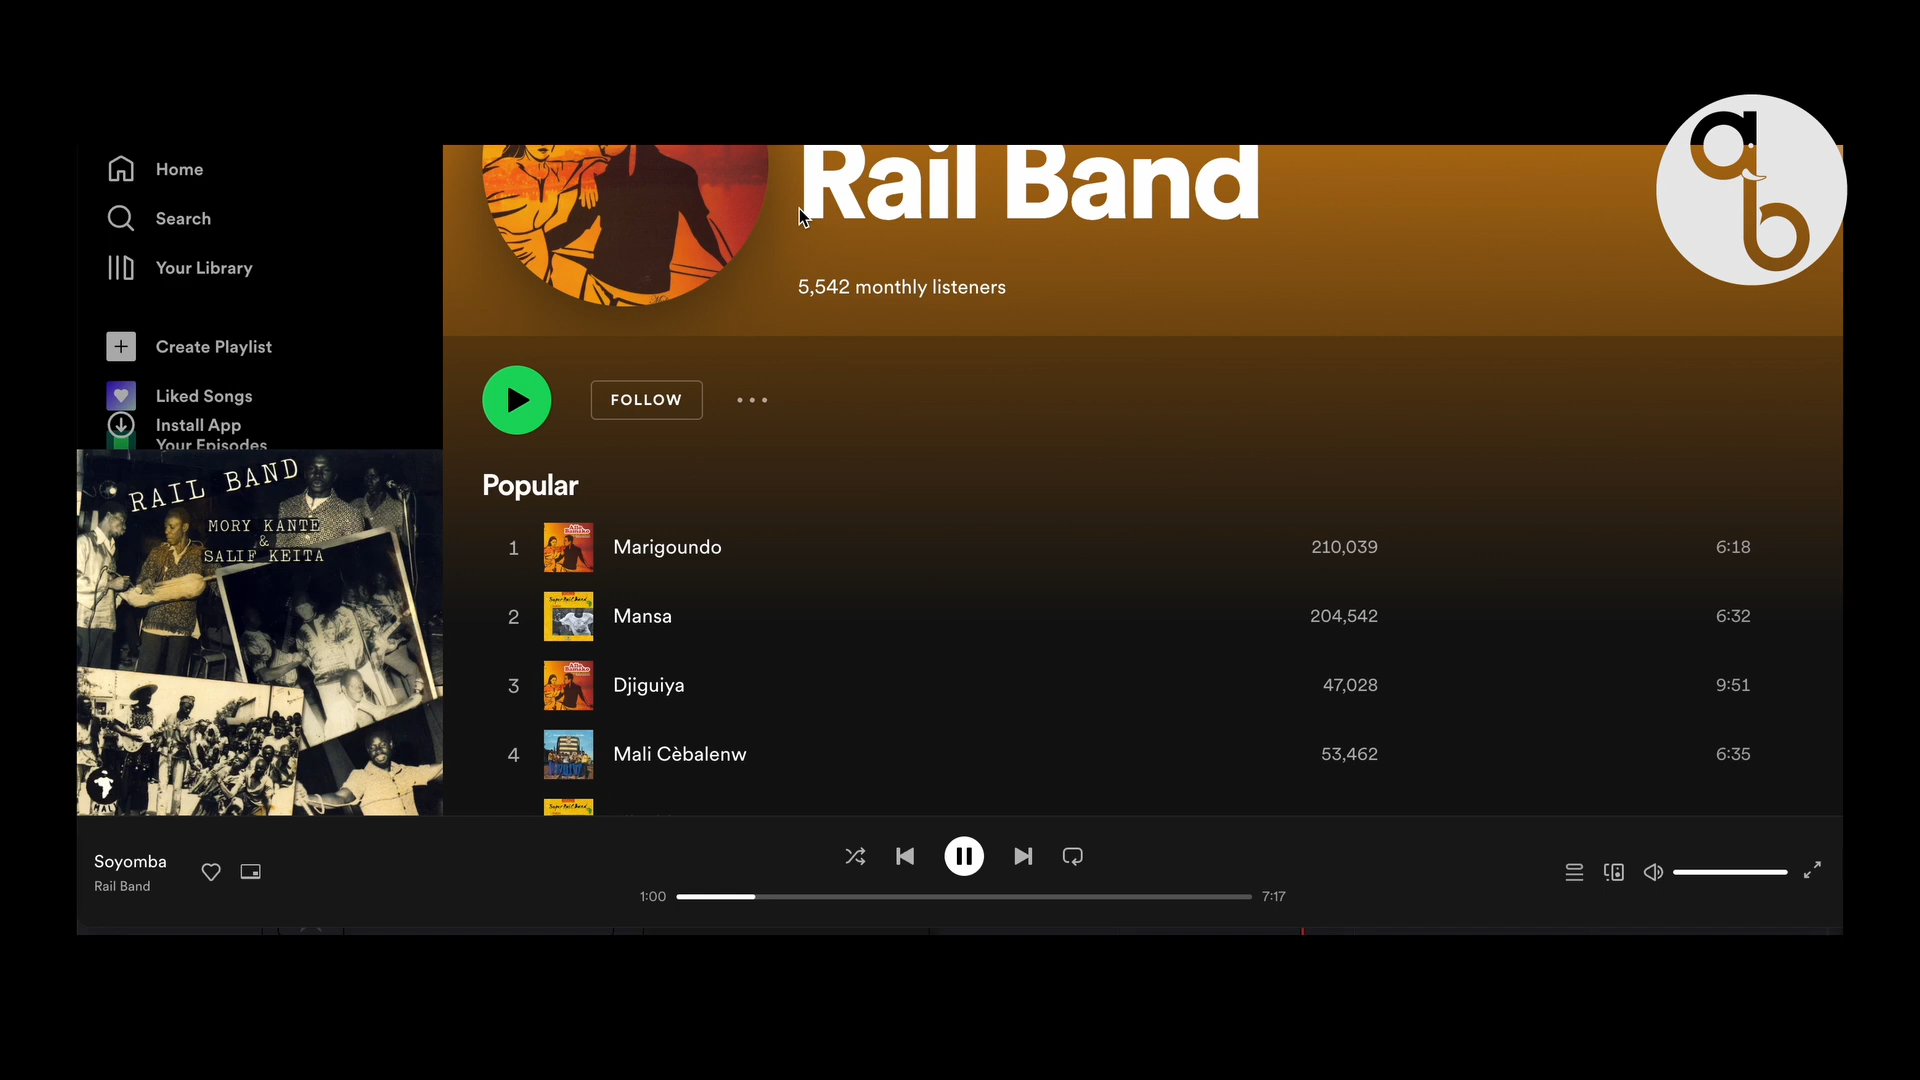 Home
Search
Your Library
Create Playlist
Liked Songs
Install App
Your Episodes
RAIL BAND
MORY KANTE
&
SALIF KEITA
MALI
Rail Band
5,542 monthly listeners
FOLLOW
Popular
1 Marigoundo 210,039 6:18
2 Mansa 204,542 6:32
3 Djiguiya 47,028 9:51
4 Mali Cèbalenw 53,462 6:35
Soyomba
Rail Band
1:00 7:17
ab